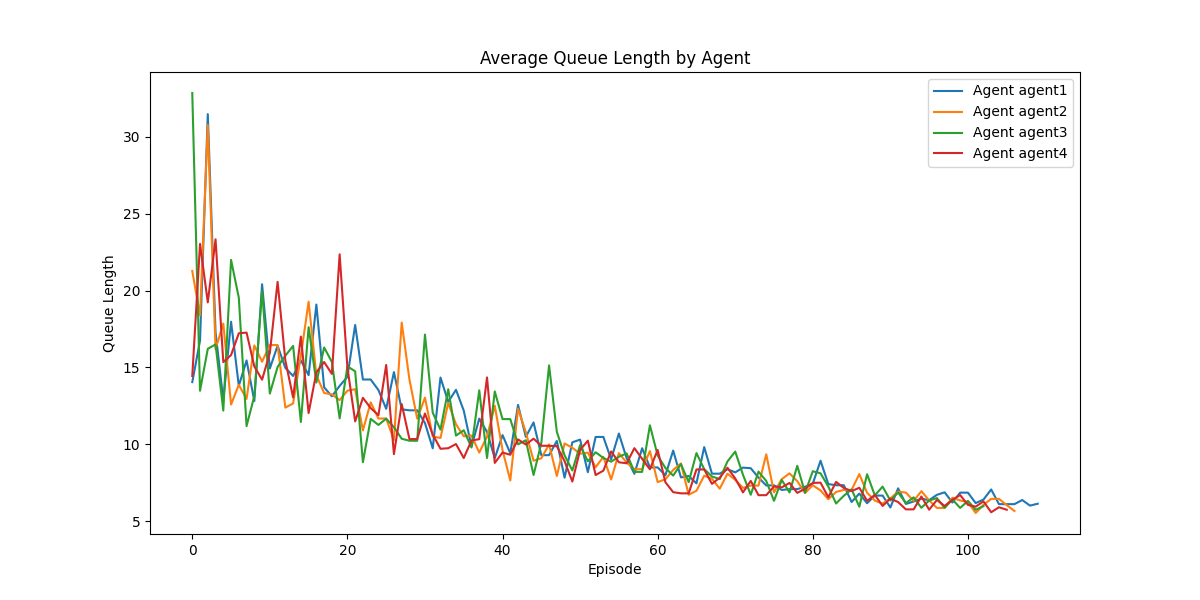 Average Queue Length by Agent
Agent agent1
Agent agent2
Agent agent3
Agent agent4
Queue Length
30
25
20
15
10
5
0
20
40
60
80
100
Episode